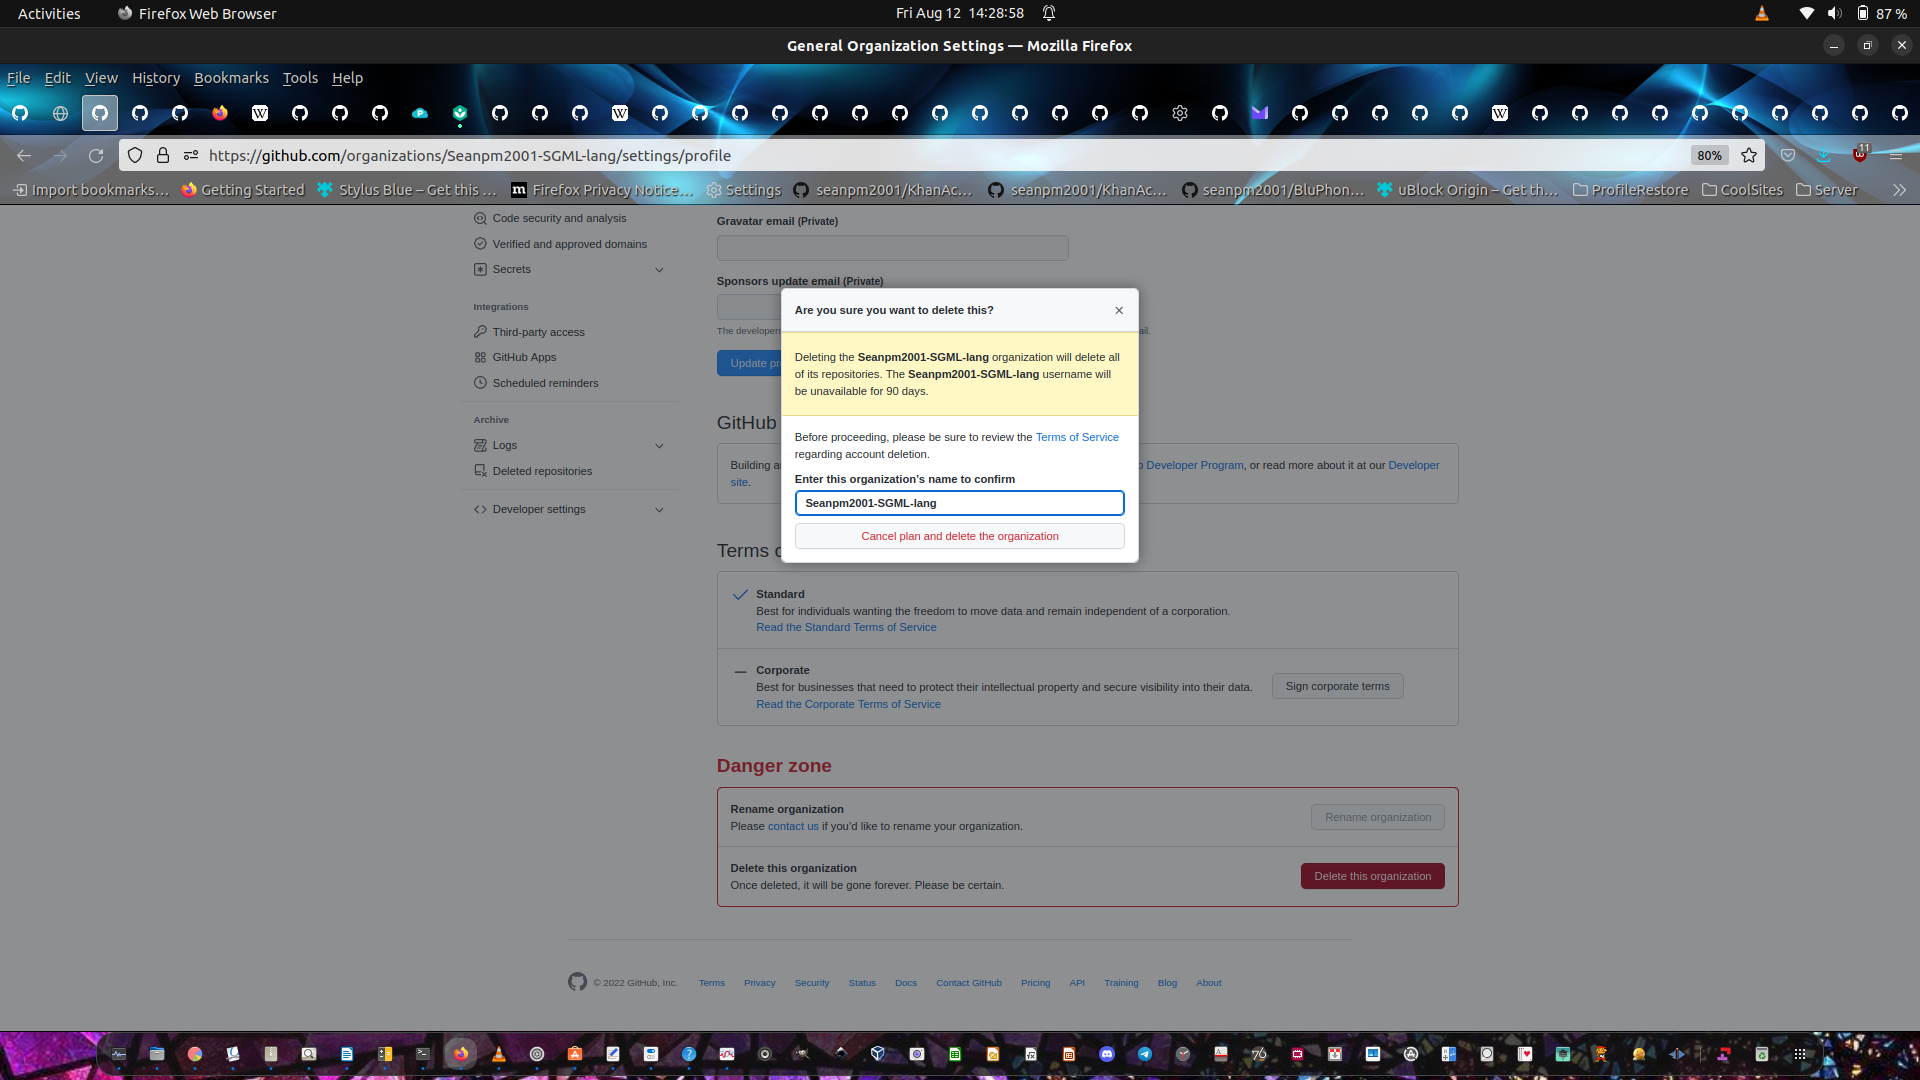 Activities
Firefox Web Browser
Fri Aug 12 14:28:58
87 %
General Organization Settings — Mozilla Firefox
File Edit View History Bookmarks Tools Help
https://github.com/organizations/Seanpm2001-SGML-lang/settings/profile
80%
11
Import bookmarks…
Getting Started
Stylus Blue – Get this …
Firefox Privacy Notice…
Settings
seanpm2001/KhanAc…
seanpm2001/KhanAc…
seanpm2001/BluPhon…
uBlock Origin – Get th…
ProfileRestore
CoolSites
Server
Code security and analysis
Verified and approved domains
Secrets
Integrations
Third-party access
GitHub Apps
Scheduled reminders
Archive
Logs
Deleted repositories
Developer settings
Gravatar email (Private)
Sponsors update email (Private)
The developer
ail.
Update pr
Are you sure you want to delete this?
Deleting the Seanpm2001-SGML-lang organization will delete all
of its repositories. The Seanpm2001-SGML-lang username will
be unavailable for 90 days.
Before proceeding, please be sure to review the Terms of Service
regarding account deletion.
Enter this organization's name to confirm
Seanpm2001-SGML-lang
Cancel plan and delete the organization
GitHub
Building a
Developer Program, or read more about it at our Developer
site.
Terms
Standard
Best for individuals wanting the freedom to move data and remain independent of a corporation.
Read the Standard Terms of Service
Corporate
Best for businesses that need to protect their intellectual property and secure visibility into their data.
Read the Corporate Terms of Service
Sign corporate terms
Danger zone
Rename organization
Please contact us if you'd like to rename your organization.
Rename organization
Delete this organization
Once deleted, it will be gone forever. Please be certain.
Delete this organization
© 2022 GitHub, Inc.
Terms
Privacy
Security
Status
Docs
Contact GitHub
Pricing
API
Training
Blog
About